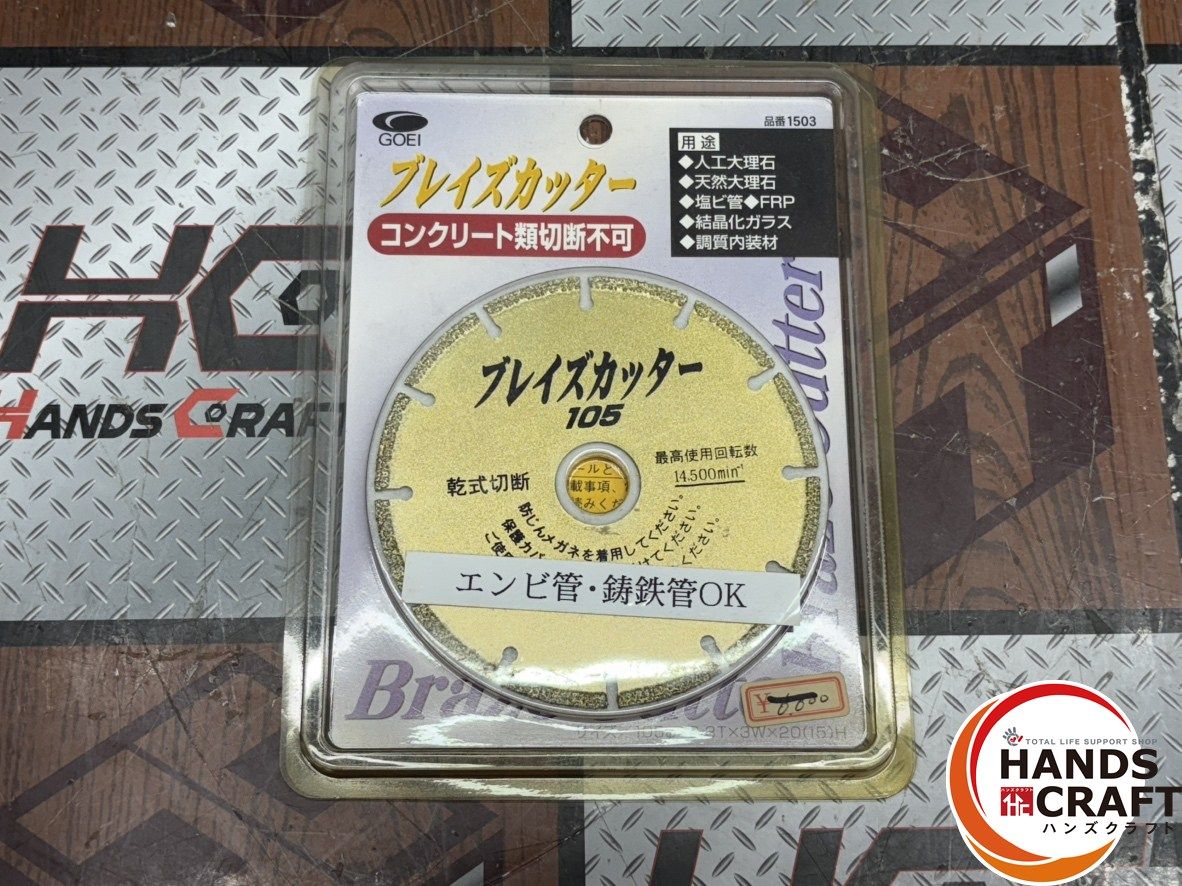 GOEI
品番1503
ブレイズカッター
コンクリート類切断不可
用途
◆人工大理石
◆天然大理石
◆塩ビ管◆FRP
◆結晶化ガラス
◆調質内装材
ブレイズカッター
105
最高使用回転数
14,500min⁻¹
乾式切断
防じんメガネを着用してください。
エンビ管・鋳鉄管OK
3T×3W×20(15)H
HC
HANDS CRAFT
TOTAL LIFE SUPPORT SHOP
HANDS
CRAFT
ハンズクラフト